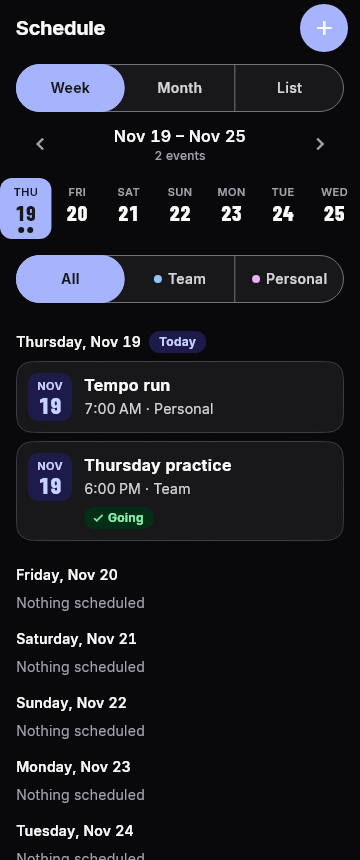 Schedule
Week Month List
Nov 19 – Nov 25
2 events
THU FRI SAT SUN MON TUE WED
19 20 21 22 23 24 25
All Team Personal
Thursday, Nov 19 Today
NOV
19
Tempo run
7:00 AM · Personal
NOV
19
Thursday practice
6:00 PM · Team
Going
Friday, Nov 20
Nothing scheduled
Saturday, Nov 21
Nothing scheduled
Sunday, Nov 22
Nothing scheduled
Monday, Nov 23
Nothing scheduled
Tuesday, Nov 24
Nothing scheduled